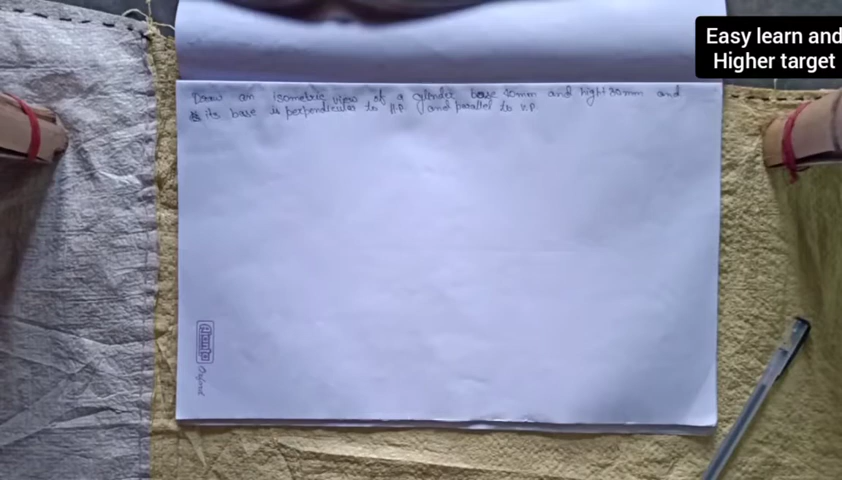 Easy learn and
Higher target
Draw an isometric view of a cylinder base 40mm and hight 80mm and
its base is perpendicular to H.P. and parallel to V.P.